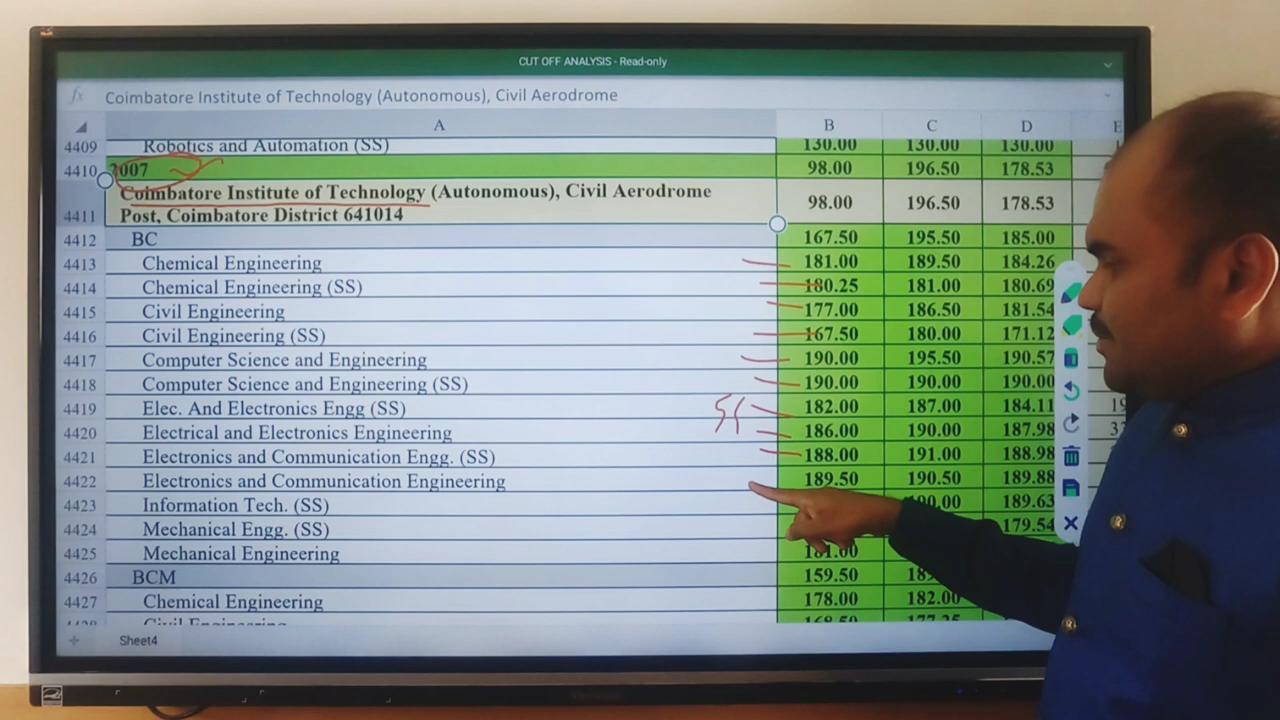 CUT OFF ANALYSIS - Read-only
fx Coimbatore Institute of Technology (Autonomous), Civil Aerodrome
A B C D E
4409 Robotics and Automation (SS) 130.00 130.00 130.00
4410 2007 98.00 196.50 178.53
Coimbatore Institute of Technology (Autonomous), Civil Aerodrome
4411 Post, Coimbatore District 641014 98.00 196.50 178.53
4412 BC 167.50 195.50 185.00
4413 Chemical Engineering 181.00 189.50 184.26
4414 Chemical Engineering (SS) 180.25 181.00 180.69
4415 Civil Engineering 177.00 186.50 181.54
4416 Civil Engineering (SS) 167.50 180.00 171.12
4417 Computer Science and Engineering 190.00 195.50 190.57
4418 Computer Science and Engineering (SS) 190.00 190.00 190.00
4419 Elec. And Electronics Engg (SS) 182.00 187.00 184.11
4420 Electrical and Electronics Engineering 186.00 190.00 187.98
4421 Electronics and Communication Engg. (SS) 188.00 191.00 188.98
4422 Electronics and Communication Engineering 189.50 190.50 189.88
4423 Information Tech. (SS) 189.63
4424 Mechanical Engg. (SS) 179.54
4425 Mechanical Engineering 181.00
4426 BCM 159.50
4427 Chemical Engineering 178.00 182.00
Civil Engineering 177.25
Sheet4